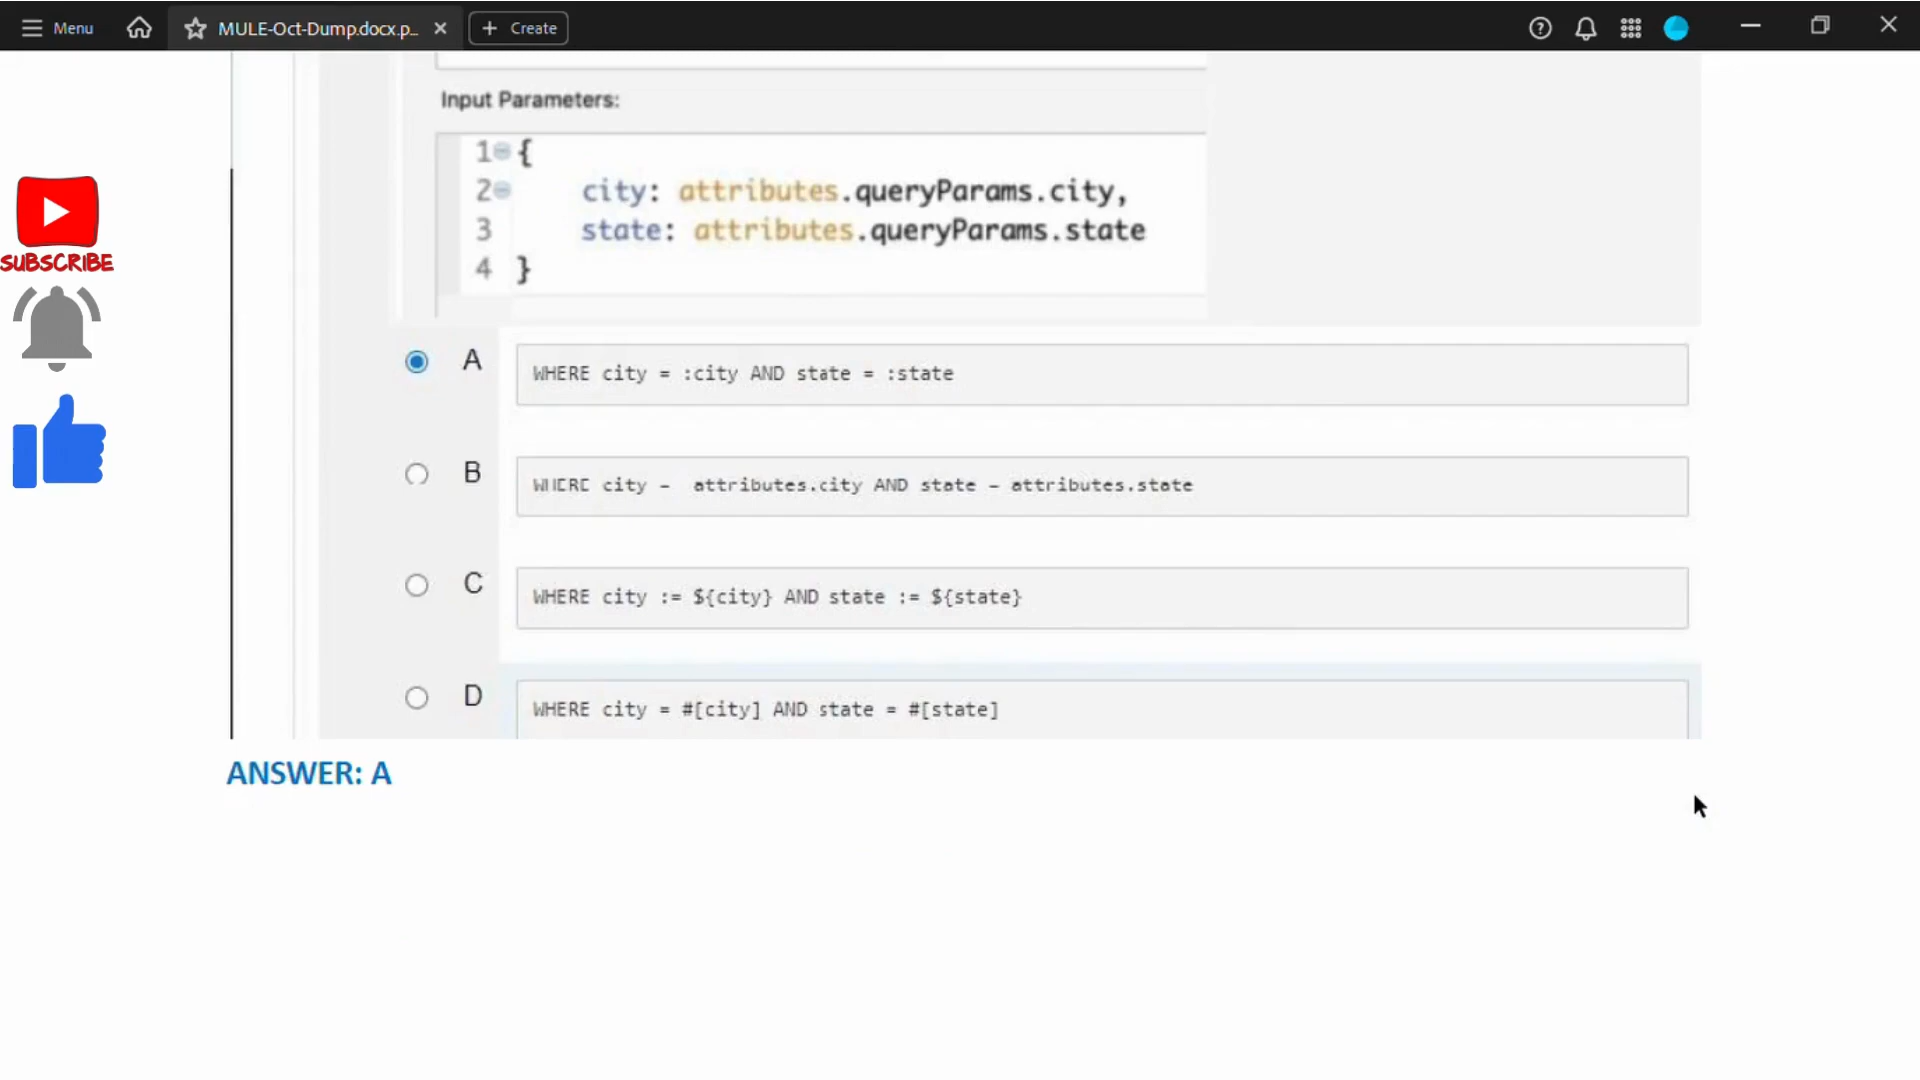 Menu
MULE-Oct-Dump.docx.p...
Create
Input Parameters:
1 {
2 city: attributes.queryParams.city,
3 state: attributes.queryParams.state
4 }
SUBSCRIBE
A WHERE city = :city AND state = :state
B WHERE city = attributes.city AND state = attributes.state
C WHERE city := ${city} AND state := ${state}
D WHERE city = #[city] AND state = #[state]
ANSWER: A